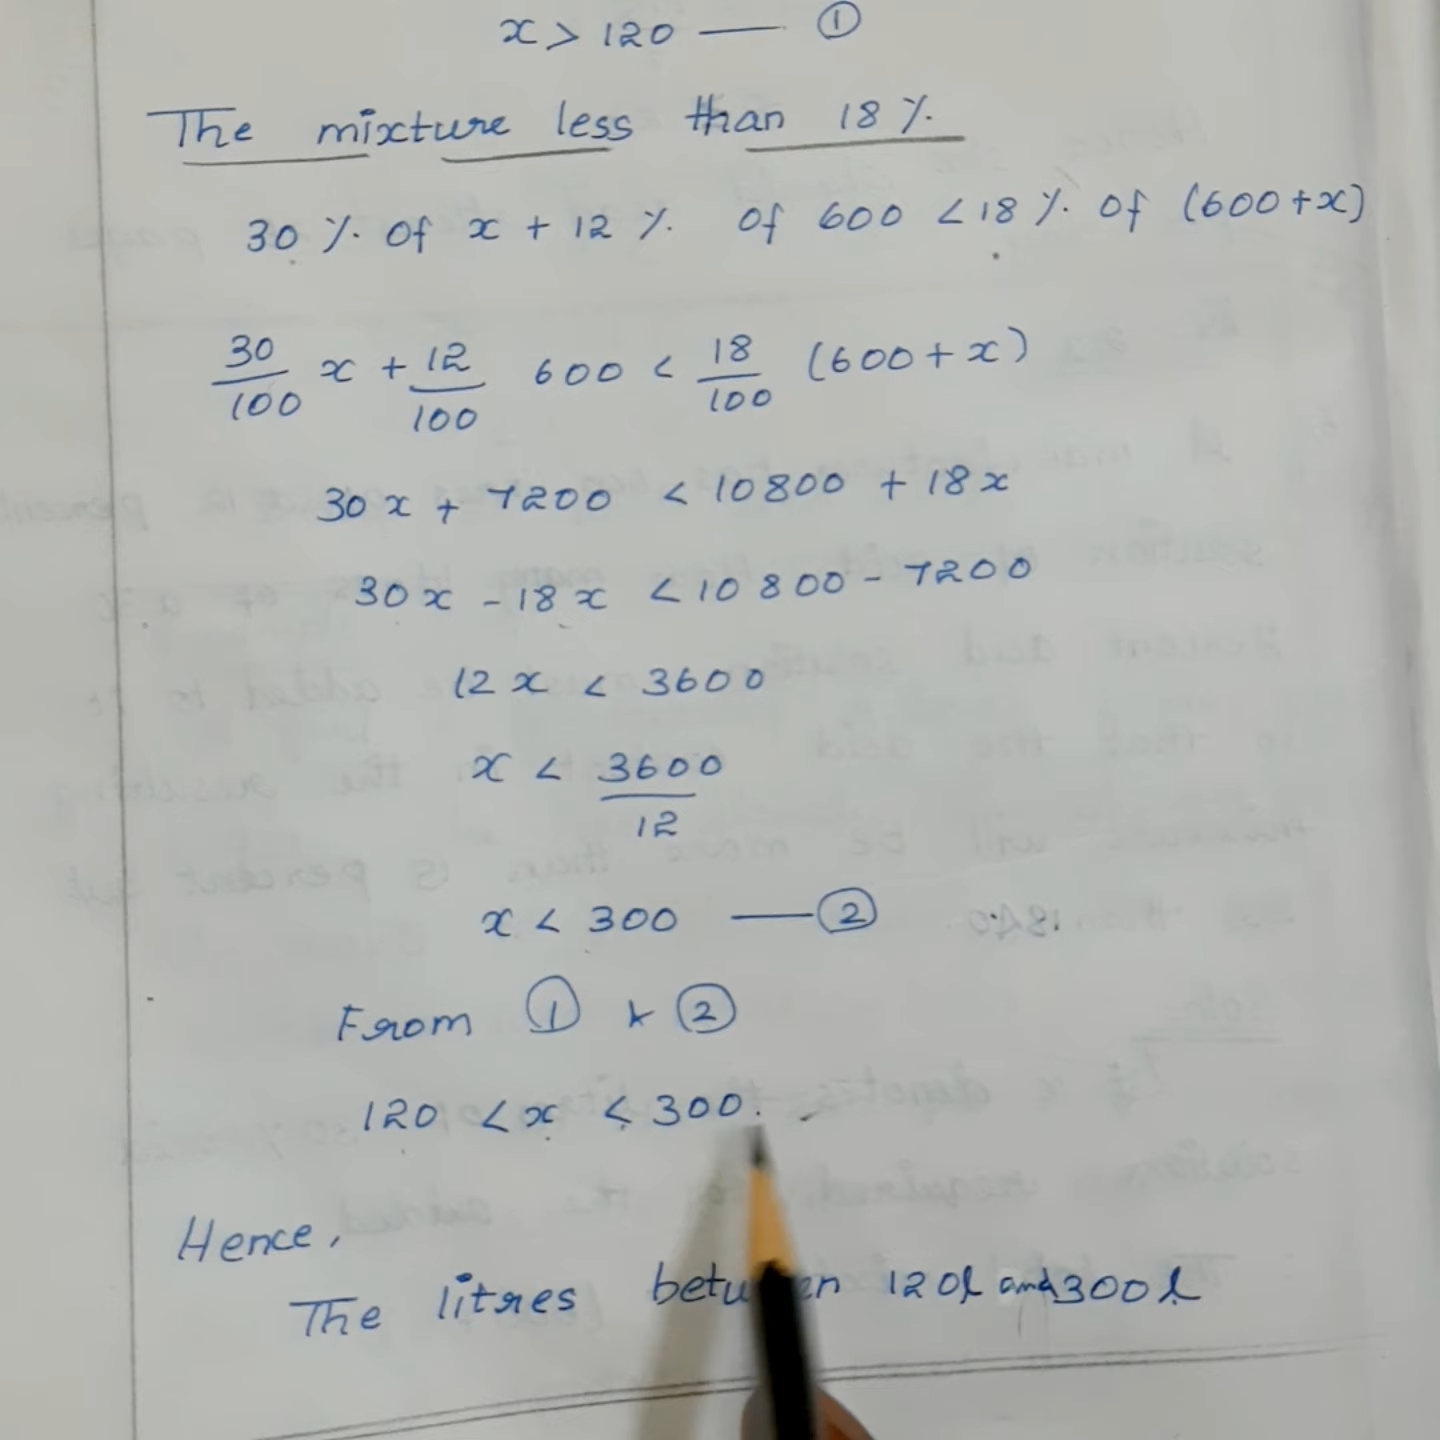 x > 120 — ①
The mixture less than 18 %.
30 % of x + 12 % of 600 < 18 % of (600 + x)
30/100 x + 12/100 600 < 18/100 (600 + x)
30x + 7200 < 10800 + 18x
30x - 18x < 10800 - 7200
12x < 3600
x < 3600/12
x < 300 — ②
From ① & ②
120 < x < 300.
Hence,
The litres between 120l and 300l